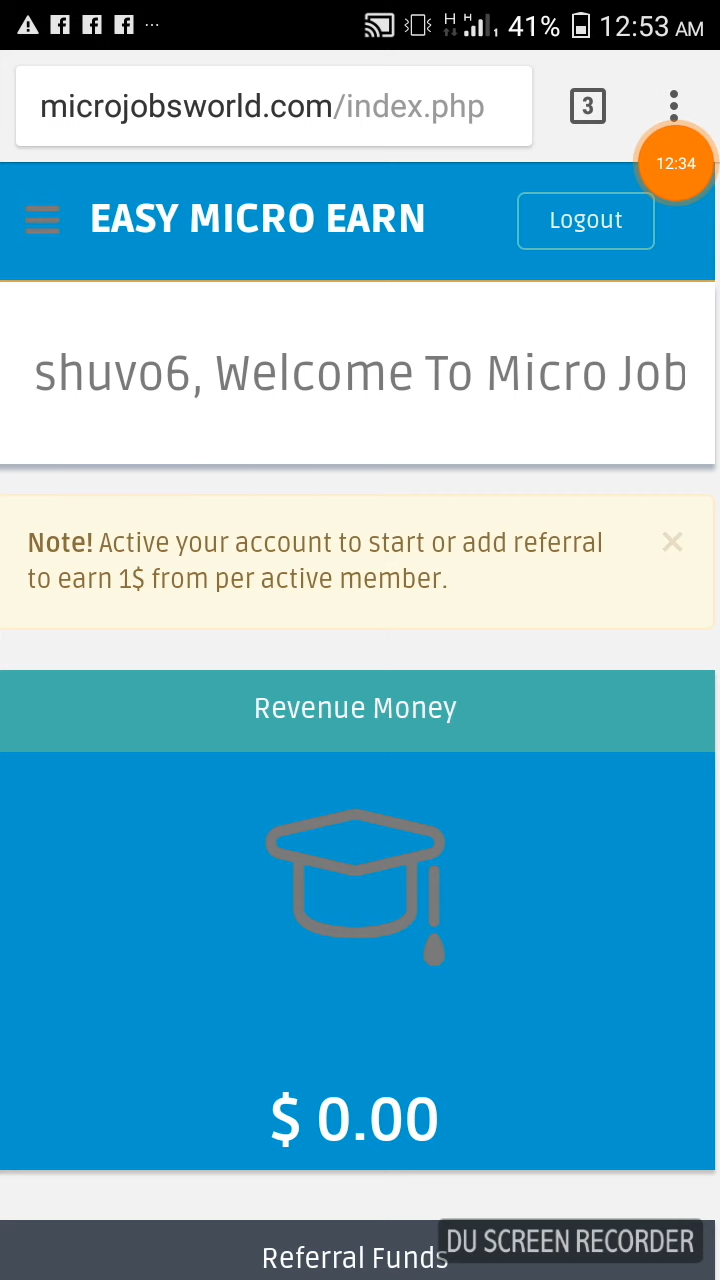 H H 1 41% 12:53 AM
microjobsworld.com/index.php 3
12:34
EASY MICRO EARN Logout
shuvo6, Welcome To Micro Job
Note! Active your account to start or add referral ×
to earn 1$ from per active member.
Revenue Money
$ 0.00
Referral Funds
DU SCREEN RECORDER